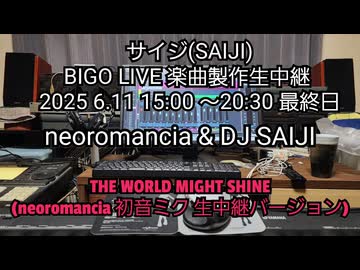 サイジ(SAIJI)
BIGO LIVE 楽曲製作生中継
2025 6.11 15:00 ～20:30 最終日
neoromancia & DJ SAIJI
THE WORLD MIGHT SHINE
(neoromancia 初音ミク 生中継バージョン)